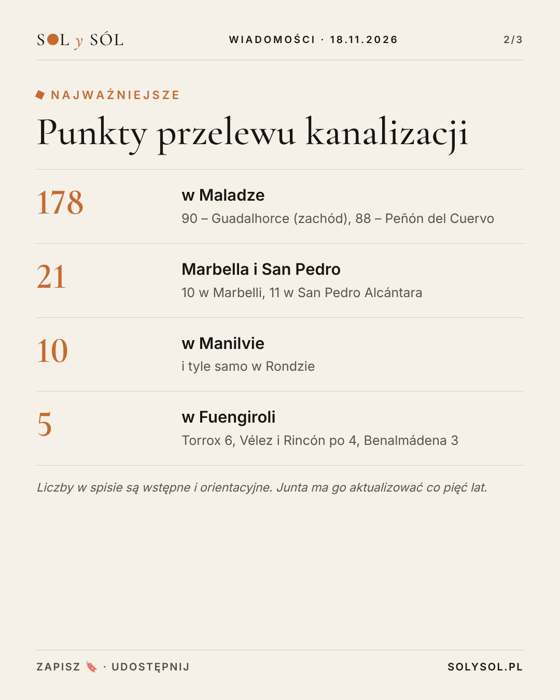 SOL y SÓL
WIADOMOŚCI · 18.11.2026
2/3
NAJWAŻNIEJSZE
Punkty przelewu kanalizacji
178
w Maladze
90 – Guadalhorce (zachód), 88 – Peñón del Cuervo
21
Marbella i San Pedro
10 w Marbelli, 11 w San Pedro Alcántara
10
w Manilvie
i tyle samo w Rondzie
5
w Fuengiroli
Torrox 6, Vélez i Rincón po 4, Benalmádena 3
Liczby w spisie są wstępne i orientacyjne. Junta ma go aktualizować co pięć lat.
ZAPISZ 🔖 · UDOSTĘPNIJ
SOLYSOL.PL